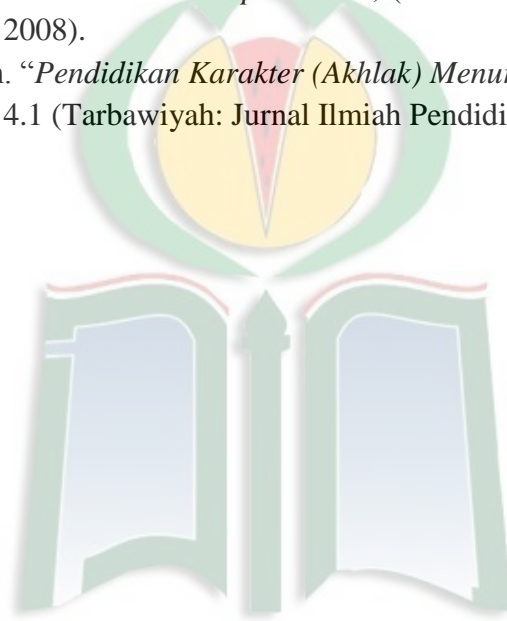 2008).
. “Pendidikan Karakter (Akhlak) Menu
4.1 (Tarbawiyah: Jurnal Ilmiah Pendidi